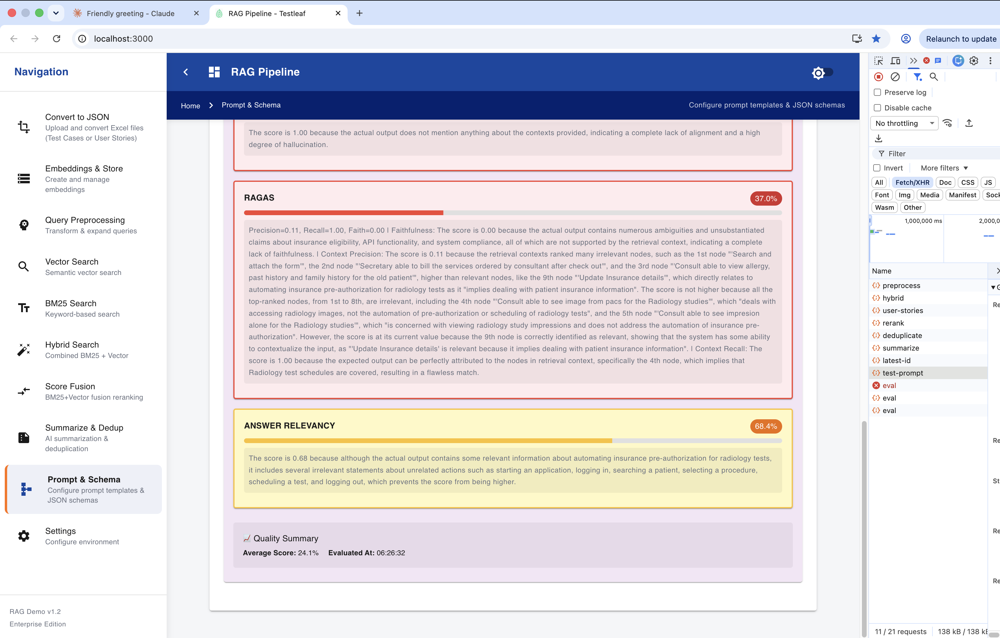 Friendly greeting - Claude
RAG Pipeline - Testleaf
localhost:3000
Relaunch to update
Navigation
Convert to JSON
Upload and convert Excel files
(Test Cases or User Stories)
Embeddings & Store
Create and manage
embeddings
Query Preprocessing
Transform & expand queries
Vector Search
Semantic vector search
BM25 Search
Keyword-based search
Hybrid Search
Combined BM25 + Vector
Score Fusion
BM25+Vector fusion reranking
Summarize & Dedup
AI summarization &
deduplication
Prompt & Schema
Configure prompt templates &
JSON schemas
Settings
Configure environment
RAG Demo v1.2
Enterprise Edition
RAG Pipeline
Home
Prompt & Schema
Configure prompt templates & JSON schemas
The score is 1.00 because the actual output does not mention anything about the contexts provided, indicating a complete lack of alignment and a high
degree of hallucination.
RAGAS
37.0%
Precision=0.11, Recall=1.00, Faith=0.00 | Faithfulness: The score is 0.00 because the actual output contains numerous ambiguities and unsubstantiated
claims about insurance eligibility, API functionality, and system compliance, all of which are not supported by the retrieval context, indicating a complete
lack of faithfulness. | Context Precision: The score is 0.11 because the retrieval contexts ranked many irrelevant nodes, such as the 1st node "'Search and
attach the form'", the 2nd node "'Secretary able to bill the services ordered by consultant after check out'", and the 3rd node "'Consult able to view allergy,
past history and family history for the old patient'", higher than relevant nodes, like the 9th node "'Update Insurance details'", which directly relates to
automating insurance pre-authorization for radiology tests as it "implies dealing with patient insurance information". The score is not higher because all the
top-ranked nodes, from 1st to 8th, are irrelevant, including the 4th node "'Consult able to see image from pacs for the Radiology studies'", which "deals with
accessing radiology images, not the automation of pre-authorization or scheduling of radiology tests", and the 5th node "'Consult able to see impresion
alone for the Radiology studies'", which "is concerned with viewing radiology study impressions and does not address the automation of insurance pre-
authorization". However, the score is at its current value because the 9th node is correctly identified as relevant, showing that the system has some ability
to contextualize the input, as "'Update Insurance details' is relevant because it implies dealing with patient insurance information". | Context Recall: The
score is 1.00 because the expected output can be perfectly attributed to the nodes in retrieval context, specifically the 4th node, which implies that
Radiology test schedules are covered, resulting in a flawless match.
ANSWER RELEVANCY
68.4%
The score is 0.68 because although the actual output contains some relevant information about automating insurance pre-authorization for radiology tests,
it includes several irrelevant statements about unrelated actions such as starting an application, logging in, searching a patient, selecting a procedure,
scheduling a test, and logging out, which prevents the score from being higher.
Quality Summary
Average Score: 24.1% Evaluated At: 06:26:32
Preserve log
Disable cache
No throttling
Filter
Invert
More filters
All Fetch/XHR Doc CSS JS
Font Img Media Manifest Sock
Wasm Other
1,000,000 ms 2,000,0
Name
preprocess
hybrid
user-stories
rerank
deduplicate
summarize
latest-id
test-prompt
eval
eval
eval
Re
Re
St
Re
Re
11 / 21 requests 138 kB / 138 kB